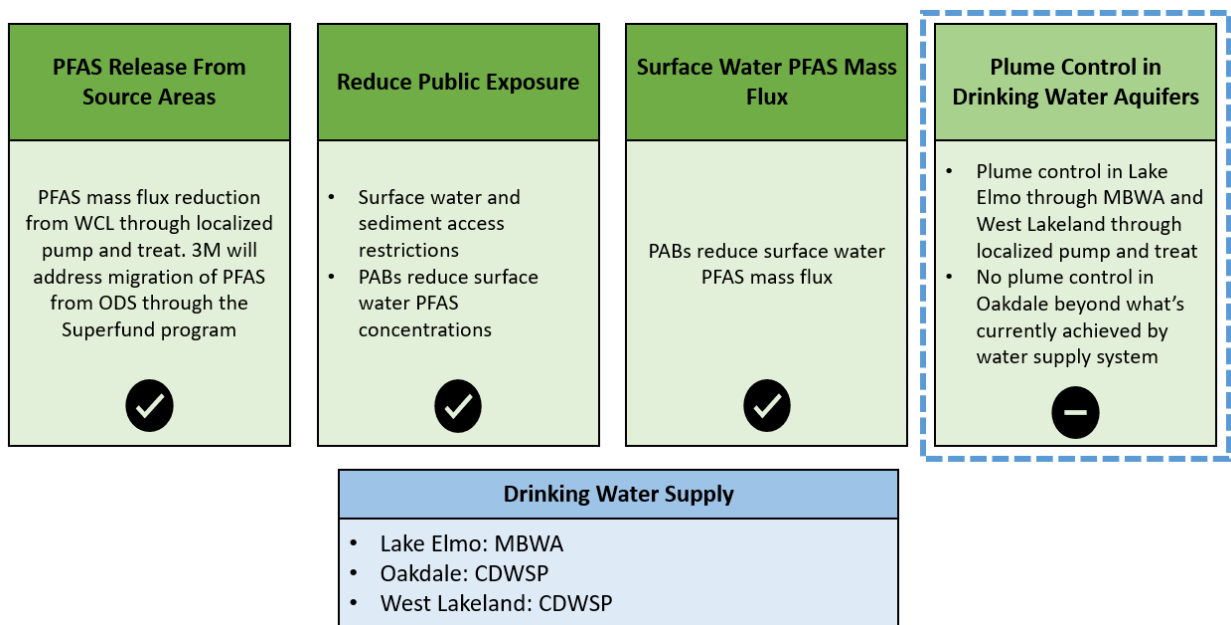 PFAS Release From
Source Areas
PFAS mass flux reduction
from WCL through localized
pump and treat. 3M will
address migration of PFAS
from ODS through the
Superfund program
Reduce Public Exposure
• Surface water and
sediment access
restrictions
• PABs reduce surface
water PFAS
concentrations
Surface Water PFAS Mass
Flux
PABs reduce surface water
PFAS mass flux
Plume Control in
Drinking Water Aquifers
• Plume control in Lake
Elmo through MBWA and
West Lakeland through
localized pump and treat
• No plume control in
Oakdale beyond what's
currently achieved by
water supply system
Drinking Water Supply
• Lake Elmo: MBWA
• Oakdale: CDWSP
• West Lakeland: CDWSP